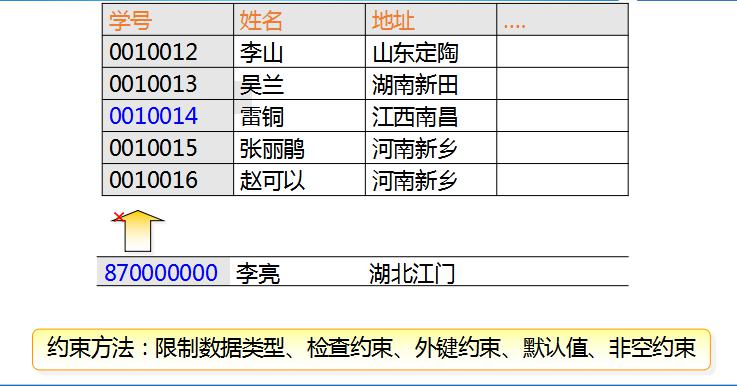 学号 姓名 地址 ....
0010012 李山 山东定陶
0010013 吴兰 湖南新田
0010014 雷铜 江西南昌
0010015 张丽鹃 河南新乡
0010016 赵可以 河南新乡
870000000 李亮 湖北江门
约束方法：限制数据类型、检查约束、外键约束、默认值、非空约束